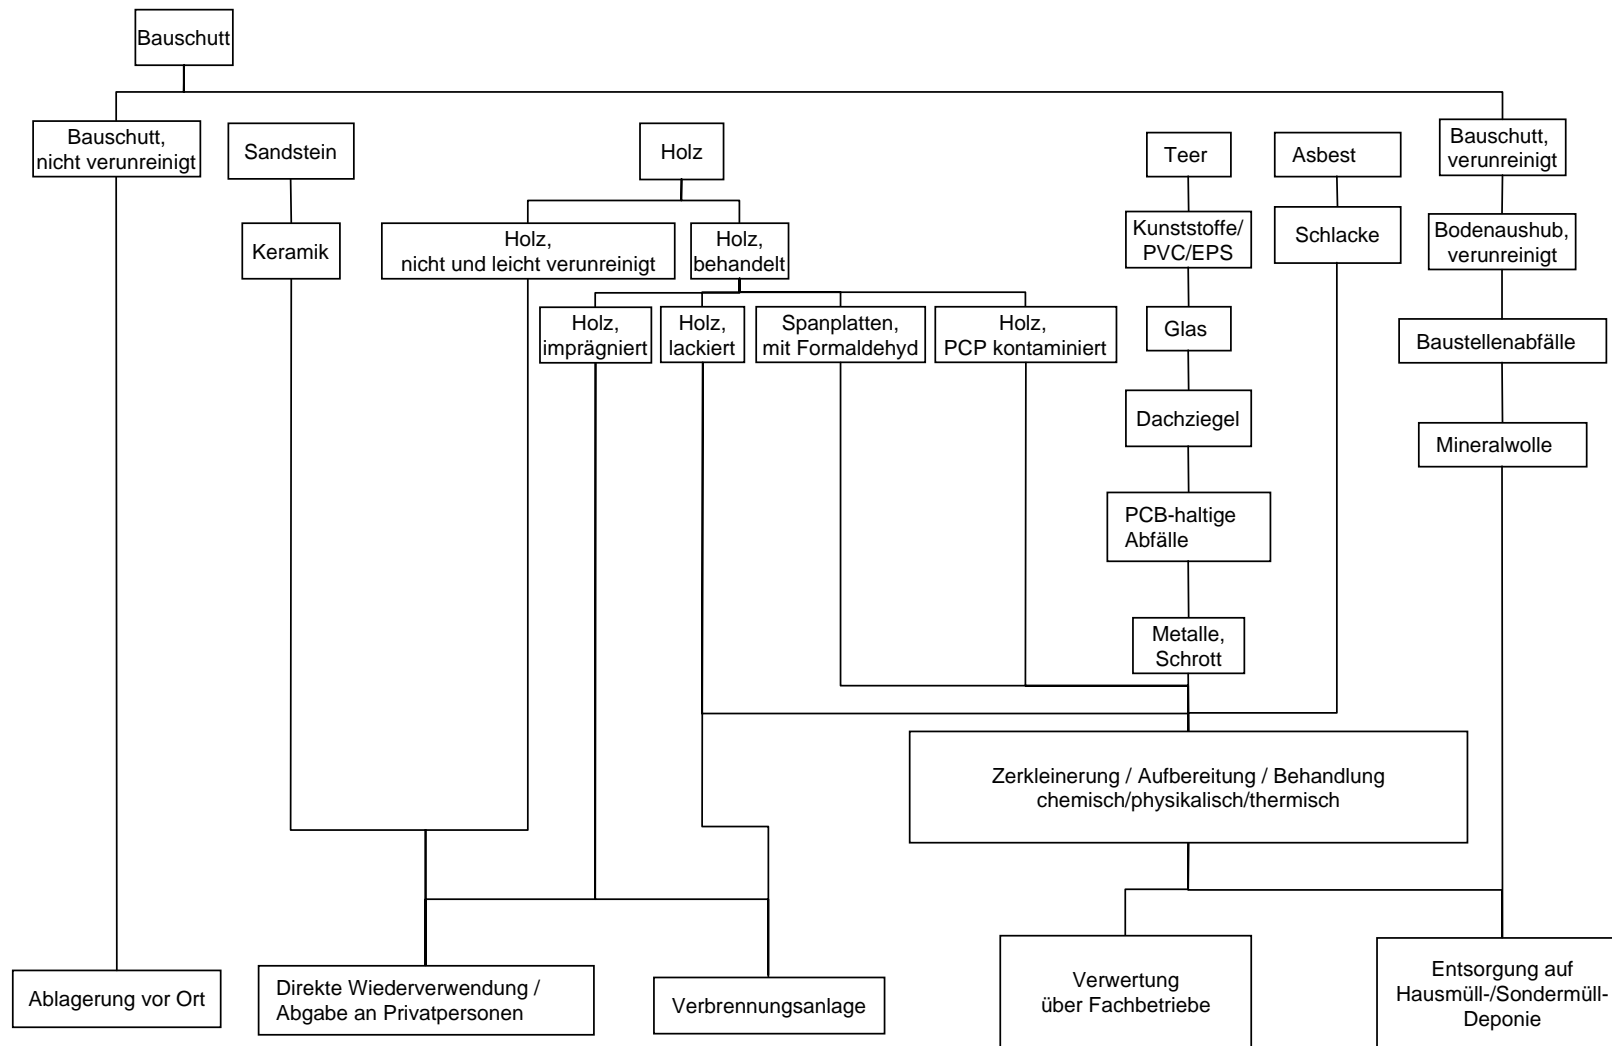 Bauschutt
Bauschutt,
nicht verunreinigt
Sandstein
Holz
Teer
Asbest
Bauschutt,
verunreinigt
Keramik
Holz,
nicht und leicht verunreinigt
Holz,
behandelt
Kunststoffe/
PVC/EPS
Schlacke
Bodenaushub,
verunreinigt
Holz,
imprägniert
Holz,
lackiert
Spanplatten,
mit Formaldehyd
Holz,
PCP kontaminiert
Glas
Baustellenabfälle
Dachziegel
Mineralwolle
PCB-haltige
Abfälle
Metalle,
Schrott
Zerkleinerung / Aufbereitung / Behandlung
chemisch/physikalisch/thermisch
Ablagerung vor Ort
Direkte Wiederverwendung /
Abgabe an Privatpersonen
Verbrennungsanlage
Verwertung
über Fachbetriebe
Entsorgung auf
Hausmüll-/Sondermüll-
Deponie